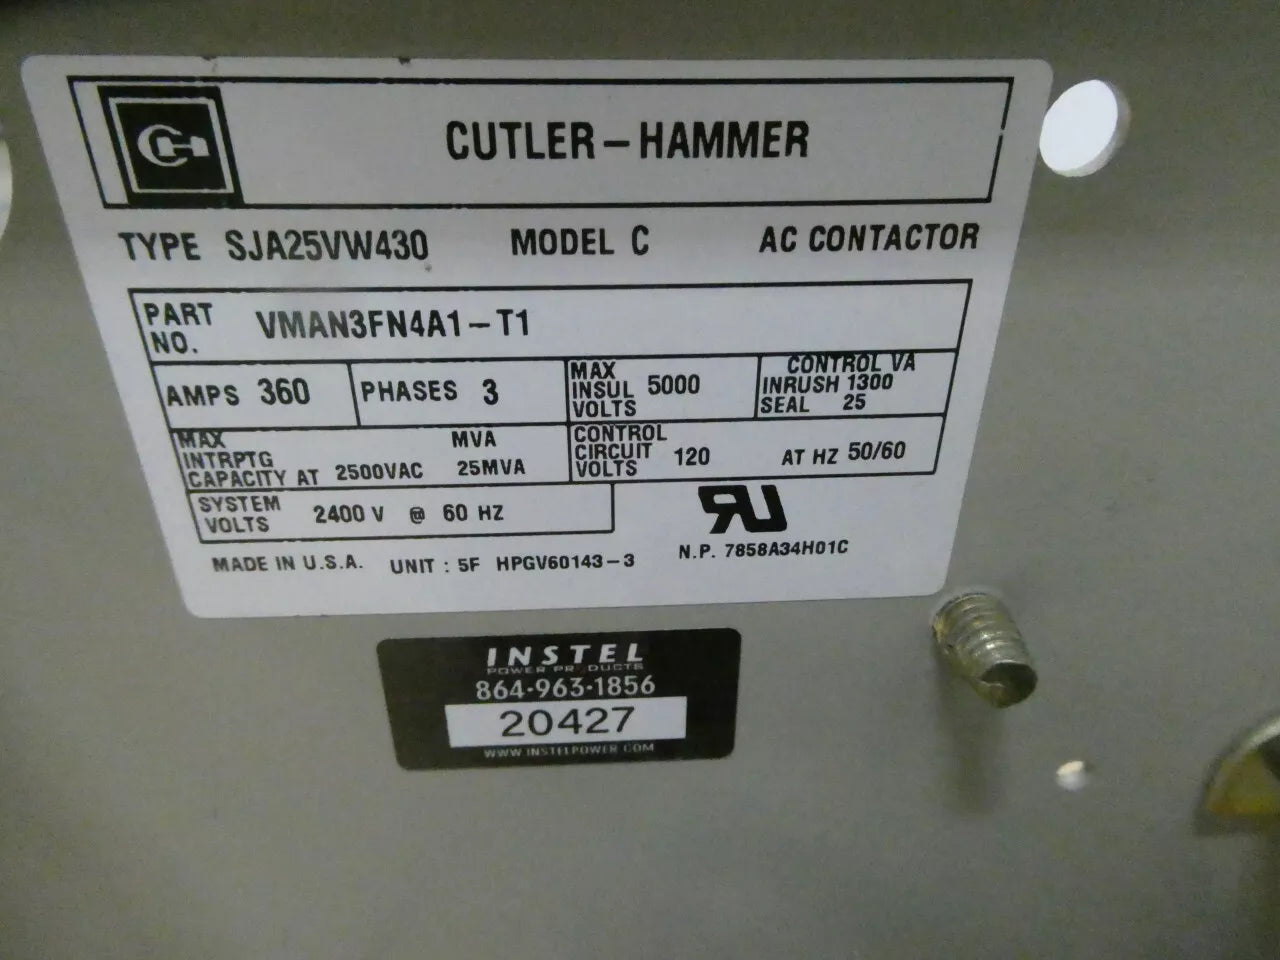 CUTLER-HAMMER
TYPE SJA25VW430 MODEL C AC CONTACTOR
PART NO. VMAN3FN4A1-T1
AMPS 360 PHASES 3 MAX INSUL VOLTS 5000 CONTROL VA INRUSH 1300 SEAL 25
MAX INTRPTG CAPACITY AT 2500VAC MVA 25MVA CONTROL CIRCUIT VOLTS 120 AT HZ 50/60
SYSTEM VOLTS 2400 V @ 60 HZ
MADE IN U.S.A. UNIT : 5F HPGV60143-3 N.P. 7858A34H01C
INSTEL
POWER PRODUCTS
864-963-1856
20427
WWW.INSTELPOWER.COM